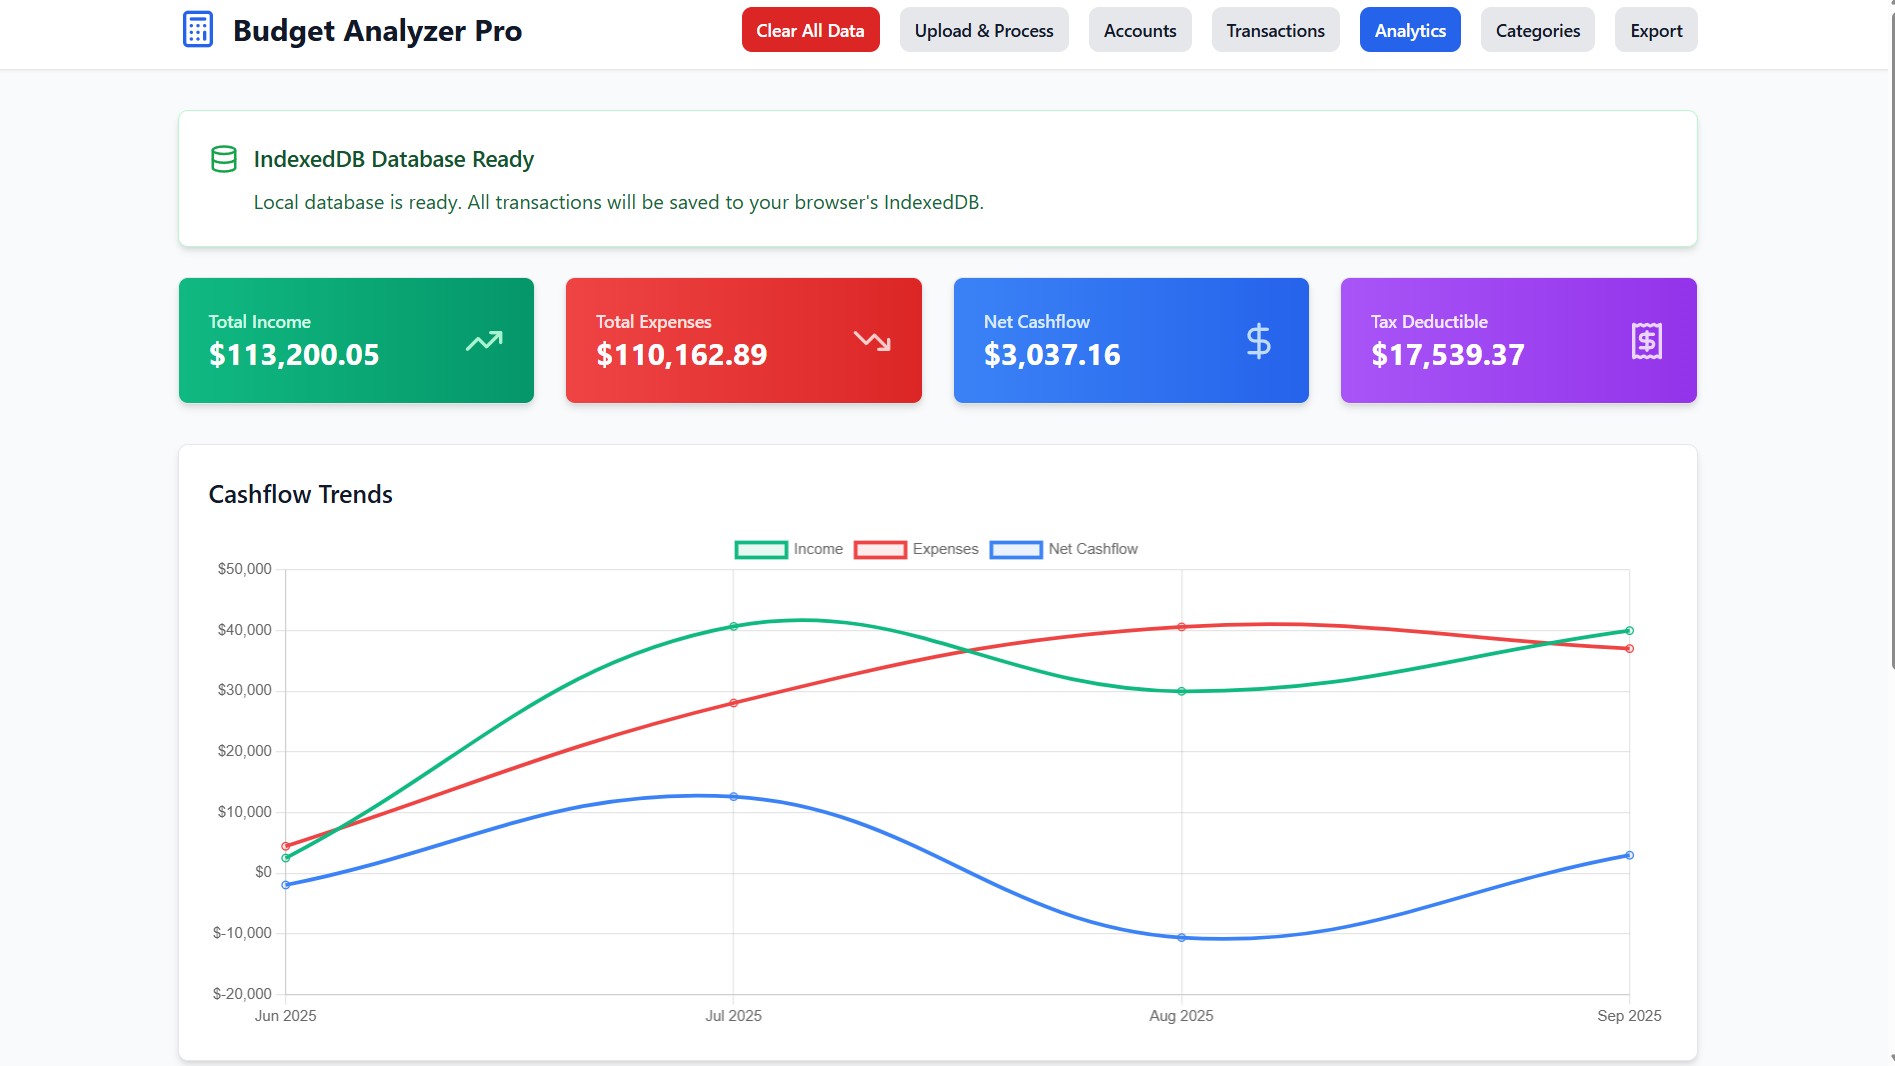 Budget Analyzer Pro
Clear All Data
Upload & Process
Accounts
Transactions
Analytics
Categories
Export
IndexedDB Database Ready
Local database is ready. All transactions will be saved to your browser's IndexedDB.
Total Income
$113,200.05
Total Expenses
$110,162.89
Net Cashflow
$3,037.16
Tax Deductible
$17,539.37
Cashflow Trends
Income
Expenses
Net Cashflow
$50,000
$40,000
$30,000
$20,000
$10,000
$0
$-10,000
$-20,000
Jun 2025
Jul 2025
Aug 2025
Sep 2025